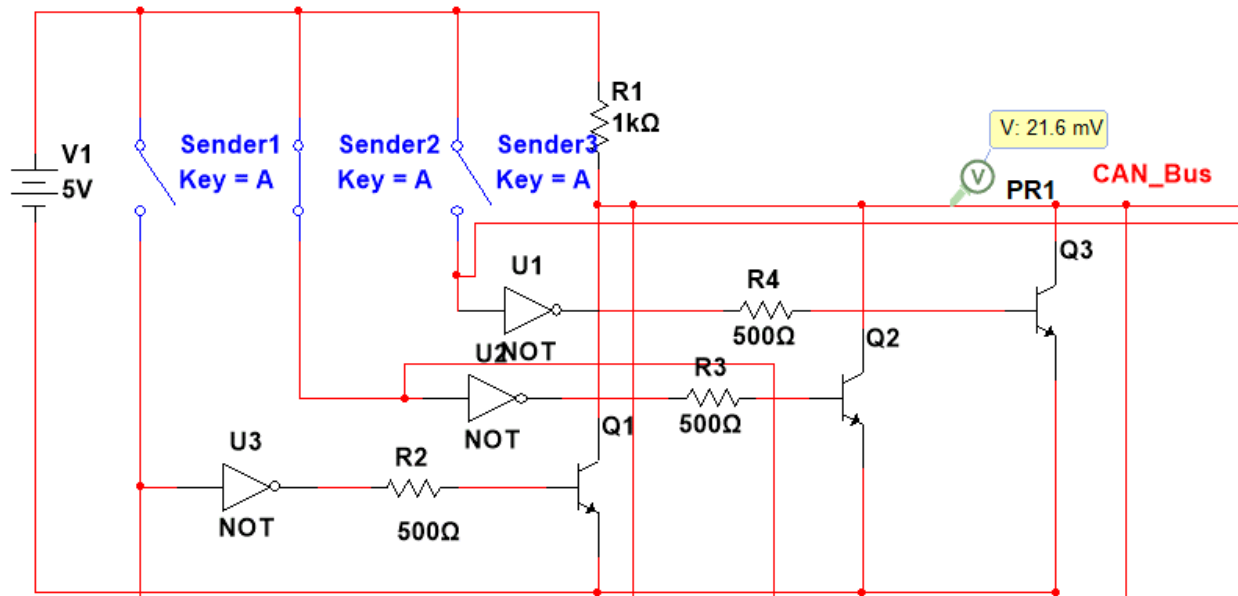 V1
5V
Sender1
Key = A
Sender2
Key = A
Sender3
Key = A
R1
1kΩ
V: 21.6 mV
V
PR1
CAN_Bus
U1
NOT
R4
500Ω
Q3
U2
NOT
R3
500Ω
Q2
U3
NOT
R2
500Ω
Q1